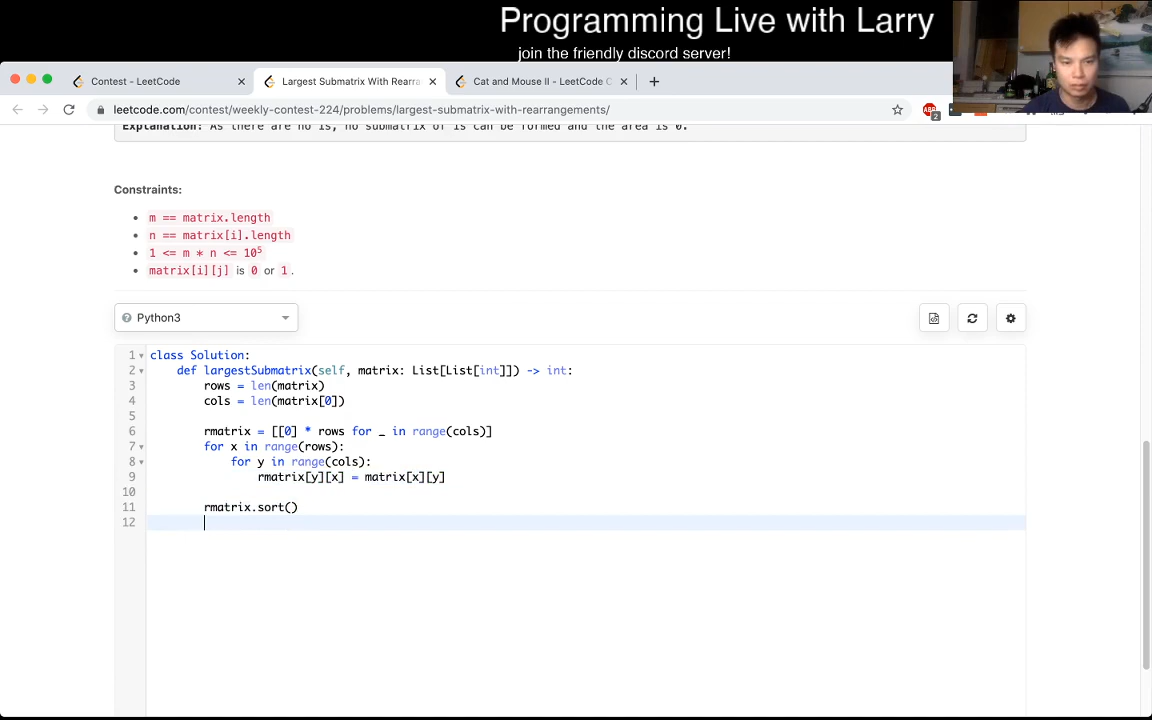 Programming Live with Larry
join the friendly discord server!
Contest - LeetCode
Largest Submatrix With Rearra
Cat and Mouse II - LeetCode C
leetcode.com/contest/weekly-contest-224/problems/largest-submatrix-with-rearrangements/
2
Explanation: As there are no 1s, no submatrix of 1s can be formed and the area is 0.
Constraints:
m == matrix.length
n == matrix[i].length
1 <= m * n <= 10^5
matrix[i][j] is 0 or 1.
Python3
1 class Solution:
2 def largestSubmatrix(self, matrix: List[List[int]]) -> int:
3 rows = len(matrix)
4 cols = len(matrix[0])
5
6 rmatrix = [[0] * rows for _ in range(cols)]
7 for x in range(rows):
8 for y in range(cols):
9 rmatrix[y][x] = matrix[x][y]
10
11 rmatrix.sort()
12